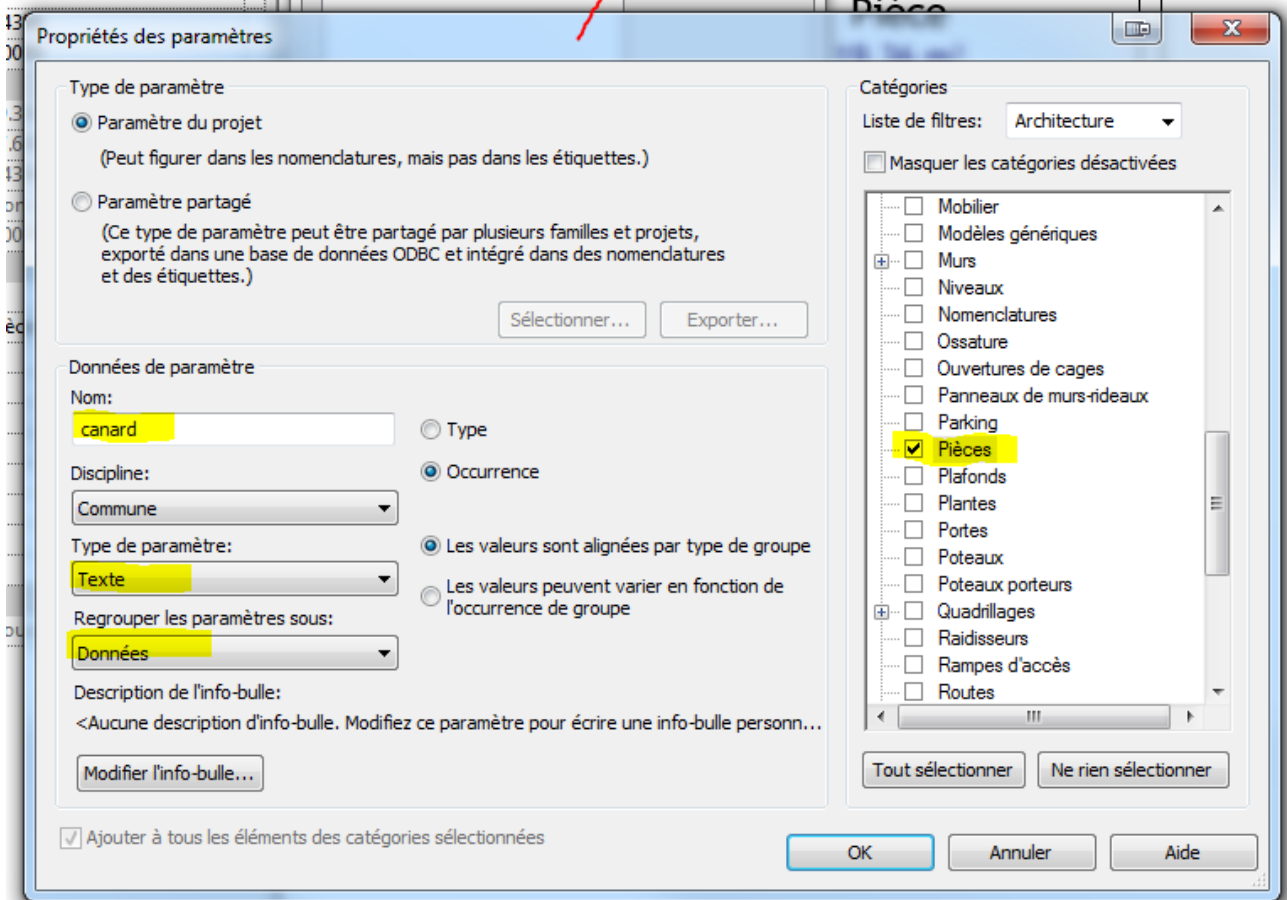 Pièce
Propriétés des paramètres
Type de paramètre
Paramètre du projet
(Peut figurer dans les nomenclatures, mais pas dans les étiquettes.)
Paramètre partagé
(Ce type de paramètre peut être partagé par plusieurs familles et projets,
exporté dans une base de données ODBC et intégré dans des nomenclatures
et des étiquettes.)
Sélectionner...
Exporter...
Données de paramètre
Nom:
canard
Type
Occurrence
Discipline:
Commune
Type de paramètre:
Texte
Les valeurs sont alignées par type de groupe
Les valeurs peuvent varier en fonction de
l'occurrence de groupe
Regrouper les paramètres sous:
Données
Description de l'info-bulle:
<Aucune description d'info-bulle. Modifiez ce paramètre pour écrire une info-bulle personn...
Modifier l'info-bulle...
Catégories
Liste de filtres:
Architecture
Masquer les catégories désactivées
Mobilier
Modèles génériques
Murs
Niveaux
Nomenclatures
Ossature
Ouvertures de cages
Panneaux de murs-rideaux
Parking
Pièces
Plafonds
Plantes
Portes
Poteaux
Poteaux porteurs
Quadrillages
Raidisseurs
Rampes d'accès
Routes
Tout sélectionner
Ne rien sélectionner
Ajouter à tous les éléments des catégories sélectionnées
OK
Annuler
Aide